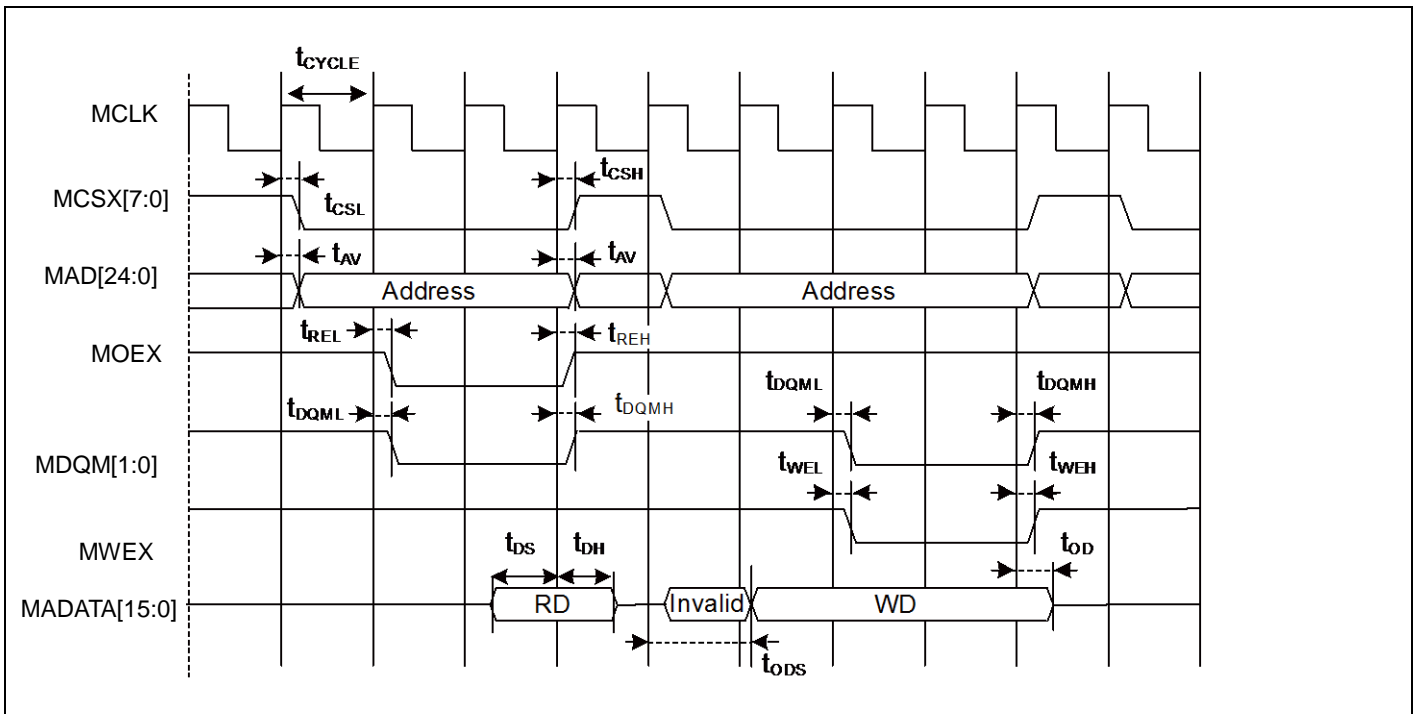 tCYCLE
MCLK
tCSH
MCSX[7:0]
tCSL
tAV
tAV
MAD[24:0]
Address
Address
tREL
tREH
MOEX
tDQML
tDQMH
tDQML
tDQMH
MDQM[1:0]
tWEL
tWEH
MWEX
tDS
tDH
tOD
MADATA[15:0]
RD
Invalid
WD
tODS